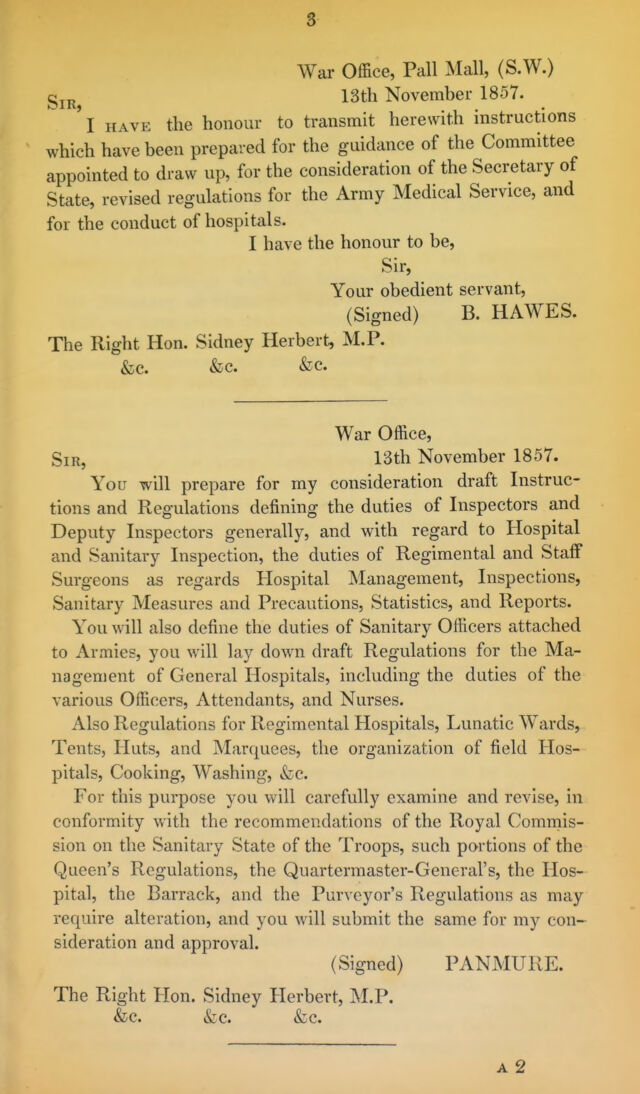 3
War Office, Pall Mall, (S.W.)
SIR, 13th November 1857.
I HAVE the honour to transmit herewith instructions
which have been prepared for the guidance of the Committee
appointed to draw up, for the consideration of the Secretary of
State, revised regulations for the Army Medical Service, and
for the conduct of hospitals.
I have the honour to be,
Sir,
Your obedient servant,
(Signed) B. HAWES.
The Right Hon. Sidney Herbert, M.P.
&c. &c. &c.
War Office,
SIR, 13th November 1857.
You will prepare for my consideration draft Instruc-
tions and Regulations defining the duties of Inspectors and
Deputy Inspectors generally, and with regard to Hospital
and Sanitary Inspection, the duties of Regimental and Staff
Surgeons as regards Hospital Management, Inspections,
Sanitary Measures and Precautions, Statistics, and Reports.
You will also define the duties of Sanitary Officers attached
to Armies, you will lay down draft Regulations for the Ma-
nagement of General Hospitals, including the duties of the
various Officers, Attendants, and Nurses.
Also Regulations for Regimental Hospitals, Lunatic Wards,
Tents, Huts, and Marquees, the organization of field Hos-
pitals, Cooking, Washing, &c.
For this purpose you will carefully examine and revise, in
conformity with the recommendations of the Royal Commis-
sion on the Sanitary State of the Troops, such portions of the
Queen's Regulations, the Quartermaster-General's, the Hos-
pital, the Barrack, and the Purveyor's Regulations as may
require alteration, and you will submit the same for my con-
sideration and approval.
(Signed) PANMURE.
The Right Hon. Sidney Herbert, M.P.
&c. &c. &c.
A 2